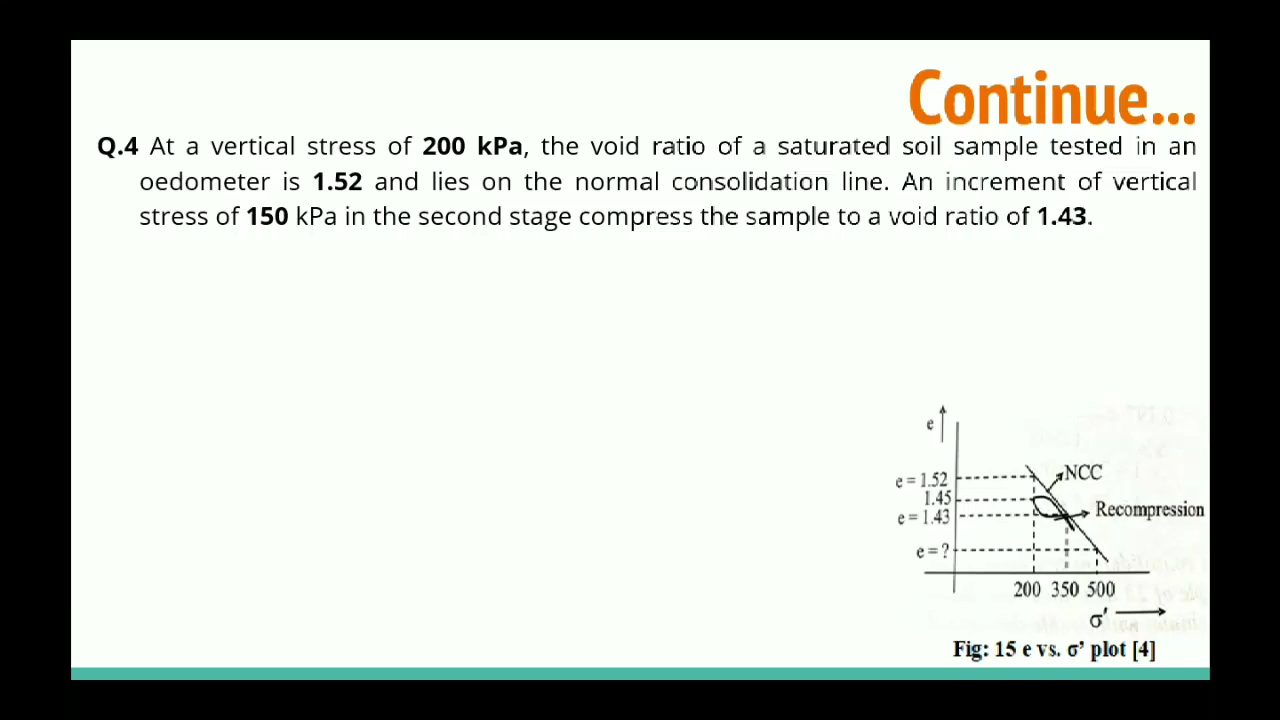 Continue...
Q.4 At a vertical stress of 200 kPa, the void ratio of a saturated soil sample tested in an
oedometer is 1.52 and lies on the normal consolidation line. An increment of vertical
stress of 150 kPa in the second stage compress the sample to a void ratio of 1.43.
e
e = 1.52
NCC
1.45
e = 1.43
Recompression
e = ?
200 350 500
σ'
Fig: 15 e vs. σ’ plot [4]